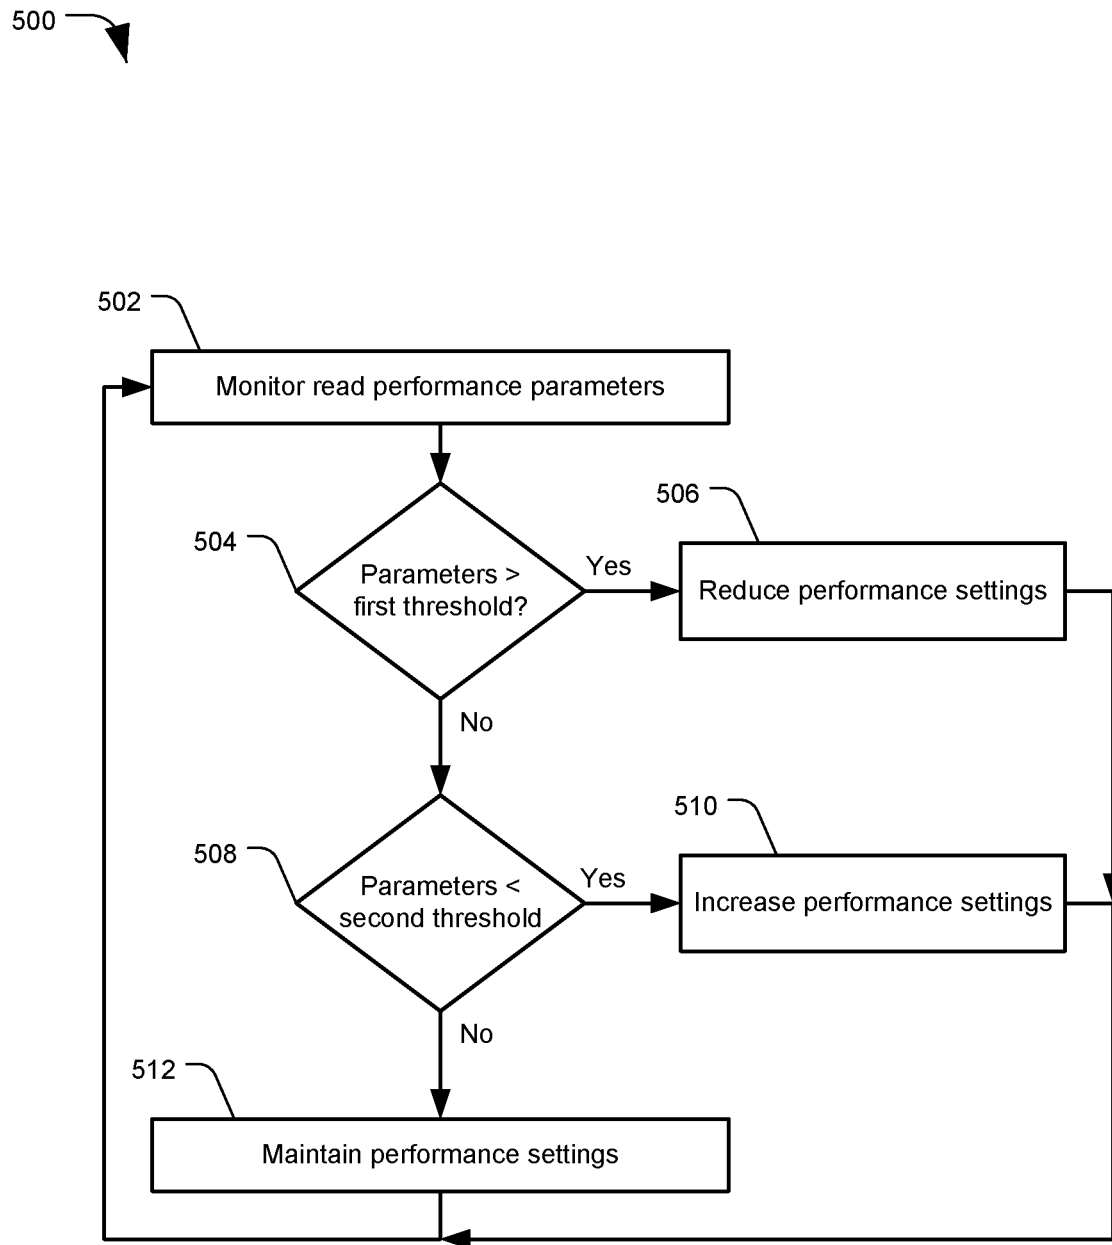 500
502
Monitor read performance parameters
504
Parameters >
first threshold?
Yes
506
Reduce performance settings
No
508
Parameters <
second threshold
Yes
510
Increase performance settings
No
512
Maintain performance settings